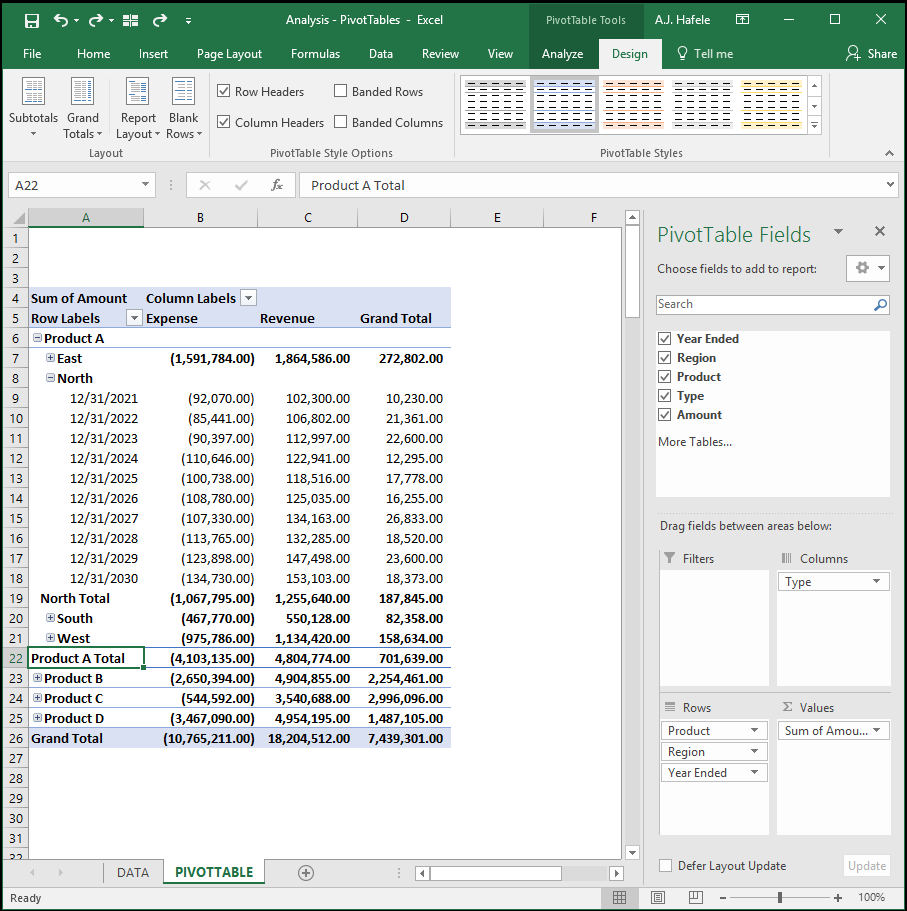 Analysis - PivotTables - Excel PivotTable Tools A.J. Hafele
File Home Insert Page Layout Formulas Data Review View Analyze Design Tell me Share
Subtotals Grand Totals Report Layout Blank Rows
Layout
Row Headers Banded Rows
Column Headers Banded Columns
PivotTable Style Options
PivotTable Styles
A22 fx Product A Total
A B C D E F
1
2
3
4 Sum of Amount Column Labels
5 Row Labels Expense Revenue Grand Total
6 Product A
7 East (1,591,784.00) 1,864,586.00 272,802.00
8 North
9 12/31/2021 (92,070.00) 102,300.00 10,230.00
10 12/31/2022 (85,441.00) 106,802.00 21,361.00
11 12/31/2023 (90,397.00) 112,997.00 22,600.00
12 12/31/2024 (110,646.00) 122,941.00 12,295.00
13 12/31/2025 (100,738.00) 118,516.00 17,778.00
14 12/31/2026 (108,780.00) 125,035.00 16,255.00
15 12/31/2027 (107,330.00) 134,163.00 26,833.00
16 12/31/2028 (113,765.00) 132,285.00 18,520.00
17 12/31/2029 (123,898.00) 147,498.00 23,600.00
18 12/31/2030 (134,730.00) 153,103.00 18,373.00
19 North Total (1,067,795.00) 1,255,640.00 187,845.00
20 South (467,770.00) 550,128.00 82,358.00
21 West (975,786.00) 1,134,420.00 158,634.00
22 Product A Total (4,103,135.00) 4,804,774.00 701,639.00
23 Product B (2,650,394.00) 4,904,855.00 2,254,461.00
24 Product C (544,592.00) 3,540,688.00 2,996,096.00
25 Product D (3,467,090.00) 4,954,195.00 1,487,105.00
26 Grand Total (10,765,211.00) 18,204,512.00 7,439,301.00
27
28
29
30
31
32
PivotTable Fields
Choose fields to add to report:
Search
Year Ended
Region
Product
Type
Amount
More Tables...
Drag fields between areas below:
Filters
Columns
Type
Rows
Product
Region
Year Ended
Σ Values
Sum of Amou...
Defer Layout Update Update
DATA PIVOTTABLE
Ready 100%